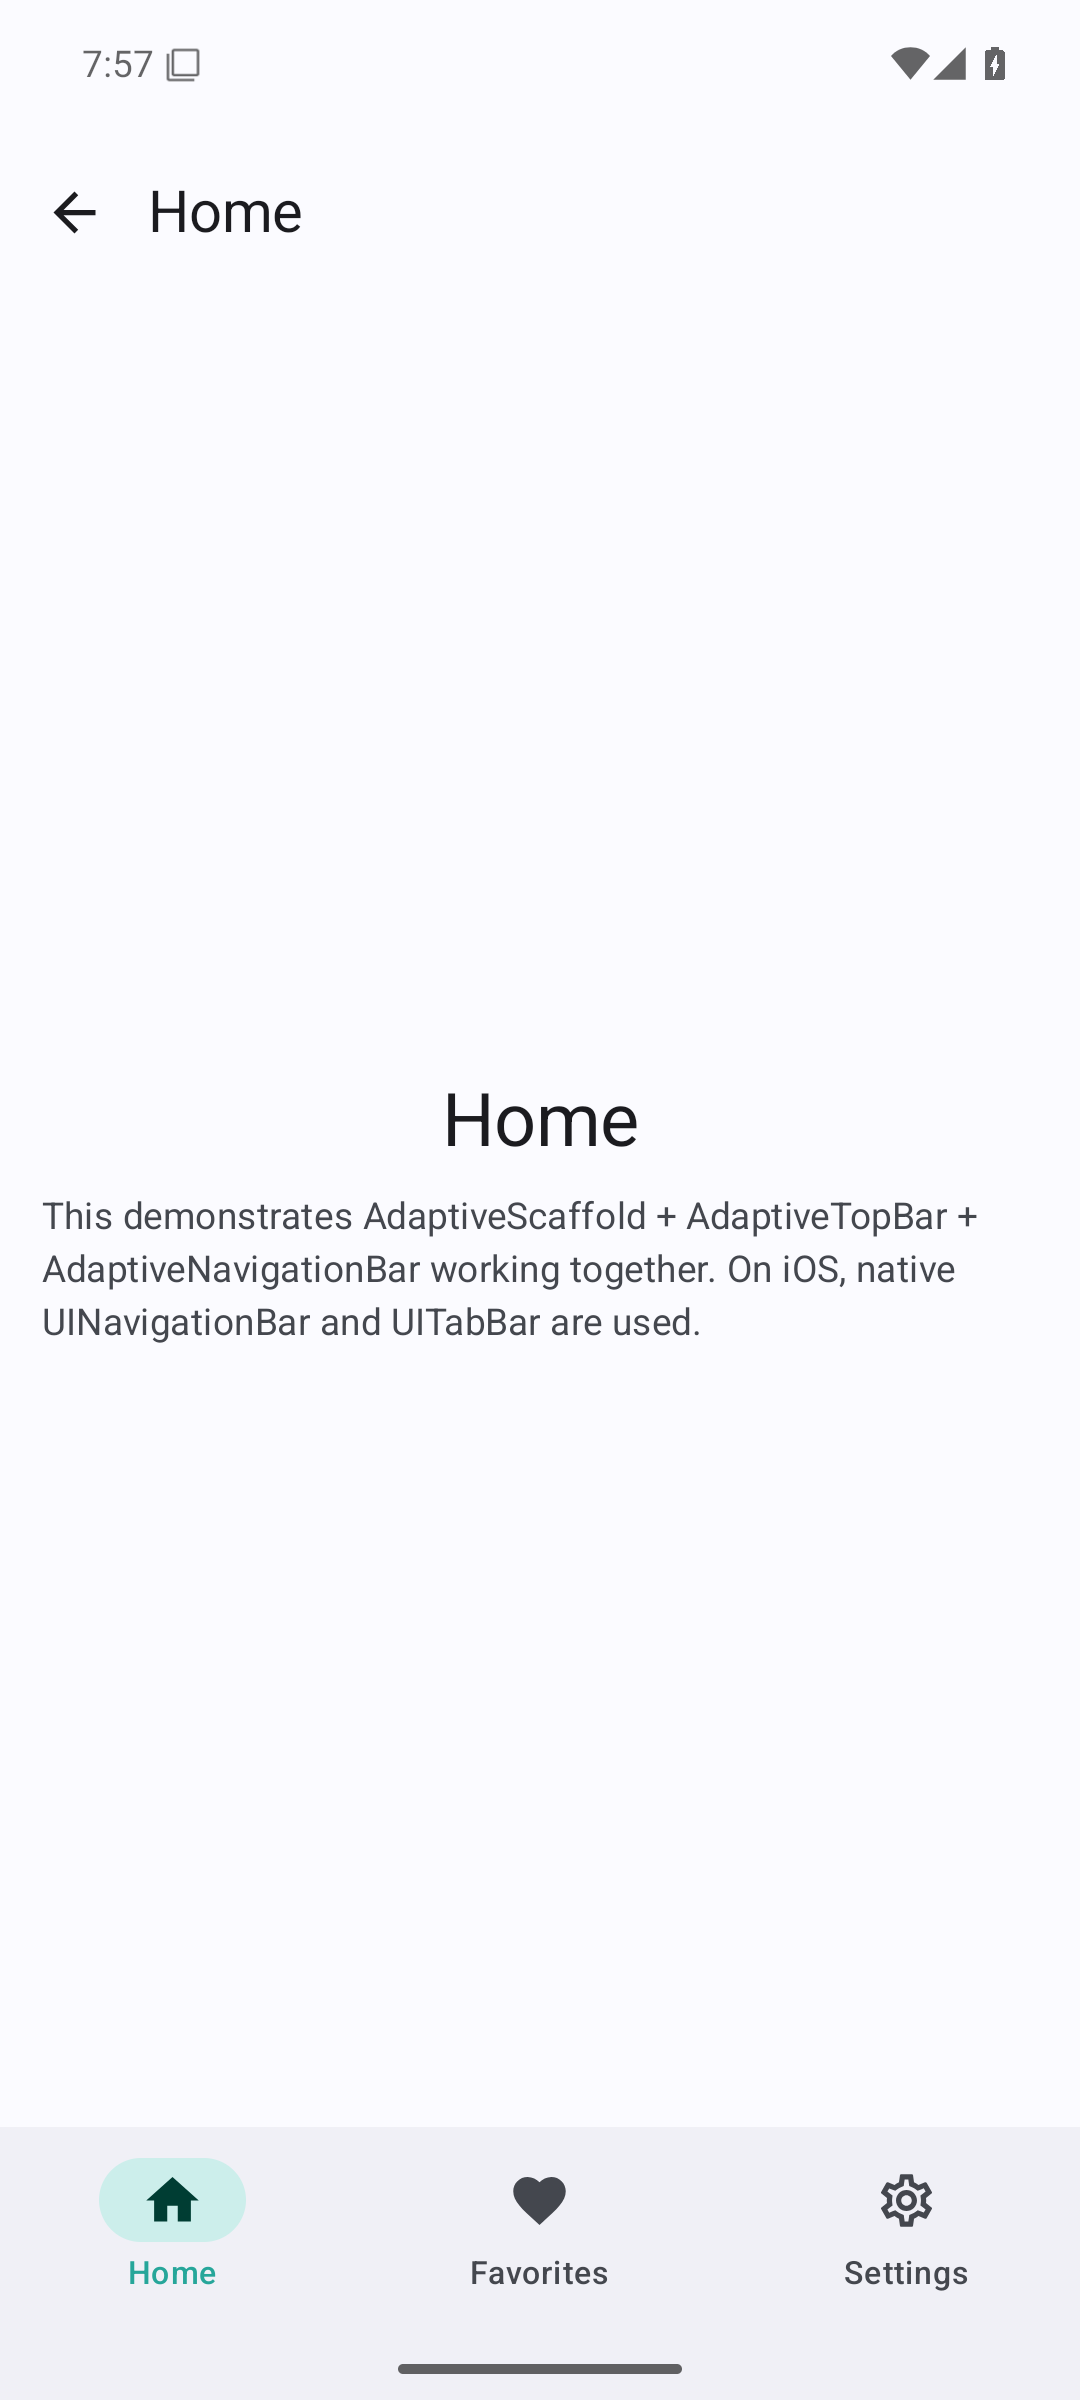 7:57
Home
Home
This demonstrates AdaptiveScaffold + AdaptiveTopBar +
AdaptiveNavigationBar working together. On iOS, native
UINavigationBar and UITabBar are used.
Home
Favorites
Settings